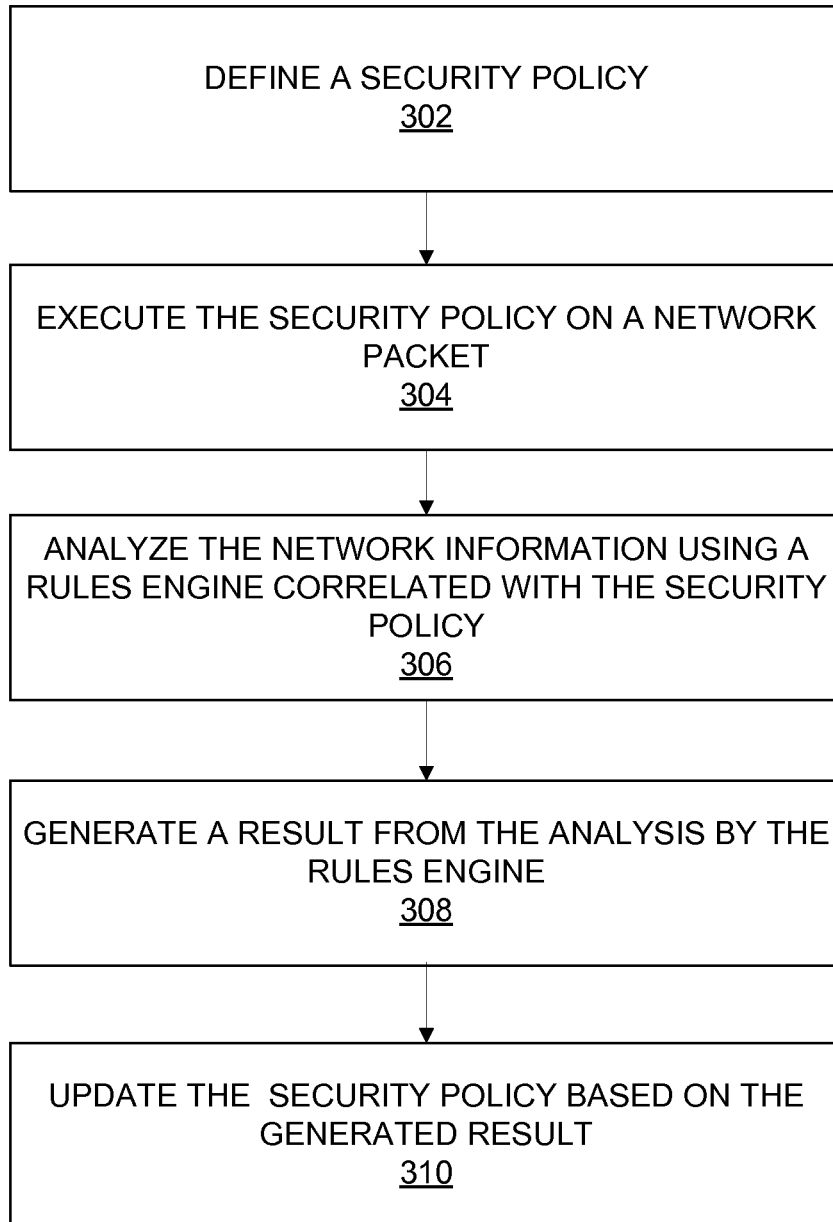 DEFINE A SECURITY POLICY
302
EXECUTE THE SECURITY POLICY ON A NETWORK
PACKET
304
ANALYZE THE NETWORK INFORMATION USING A
RULES ENGINE CORRELATED WITH THE SECURITY
POLICY
306
GENERATE A RESULT FROM THE ANALYSIS BY THE
RULES ENGINE
308
UPDATE THE SECURITY POLICY BASED ON THE
GENERATED RESULT
310